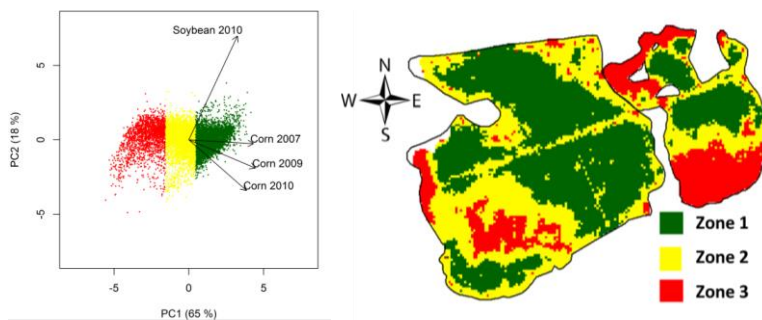 Soybean 2010
5
PC2 (18 %)
0
Corn 2007
Corn 2009
Corn 2010
-5
-5
0
5
PC1 (65 %)
N
W
E
S
Zone 1
Zone 2
Zone 3